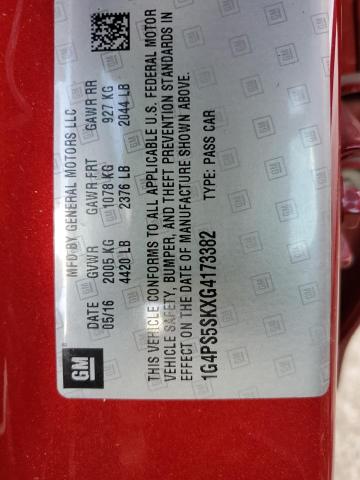 MFD BY GENERAL MOTORS LLC
DATE GVWR GAWR FRT GAWR RR
05/16 2005 KG 1078 KG 927 KG
4420 LB 2376 LB 2044 LB
THIS VEHICLE CONFORMS TO ALL APPLICABLE U.S. FEDERAL MOTOR
VEHICLE SAFETY, BUMPER, AND THEFT PREVENTION STANDARDS IN
EFFECT ON THE DATE OF MANUFACTURE SHOWN ABOVE.
1G4PS5SKXG4173382 TYPE: PASS CAR
GM